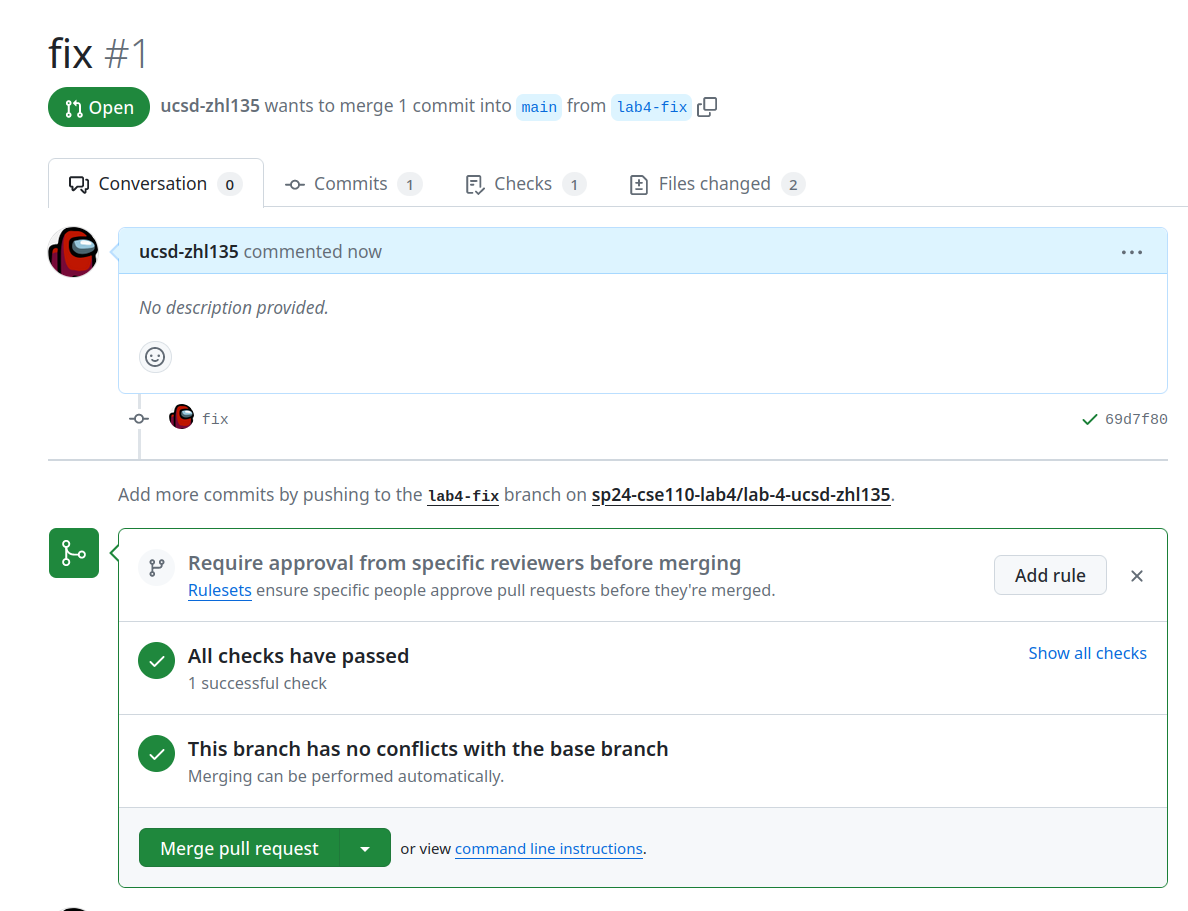 fix #1
Open ucsd-zhl135 wants to merge 1 commit into main from lab4-fix
Conversation 0 Commits 1 Checks 1 Files changed 2
ucsd-zhl135 commented now
No description provided.
fix 69d7f80
Add more commits by pushing to the lab4-fix branch on sp24-cse110-lab4/lab-4-ucsd-zhl135.
Require approval from specific reviewers before merging
Rulesets ensure specific people approve pull requests before they're merged.
Add rule
All checks have passed
1 successful check
Show all checks
This branch has no conflicts with the base branch
Merging can be performed automatically.
Merge pull request or view command line instructions.